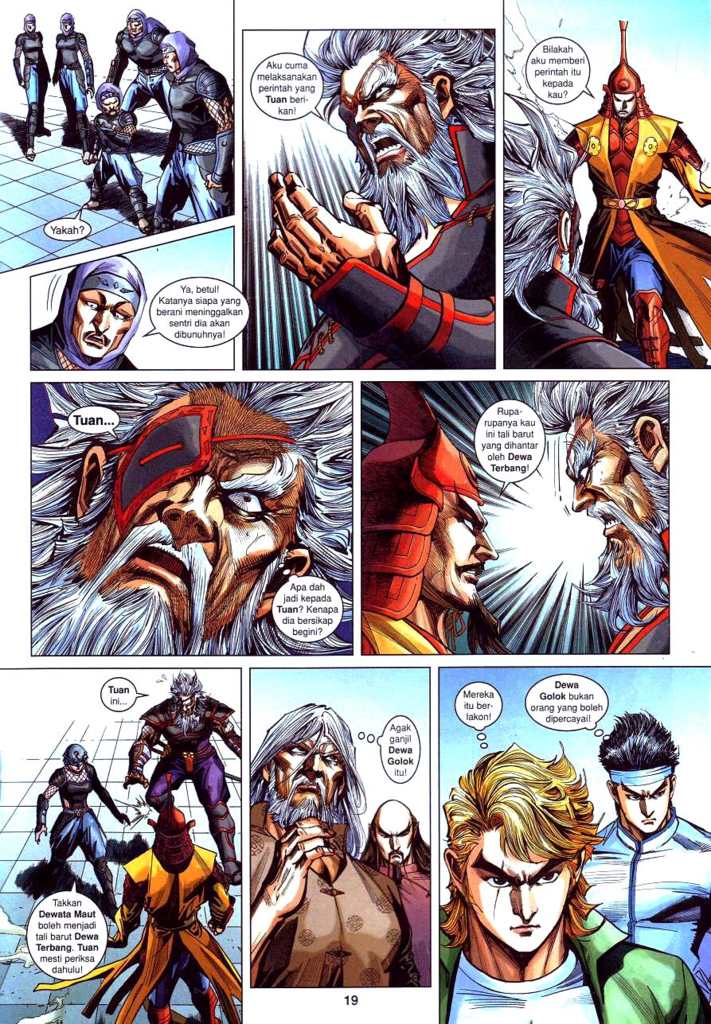 Yakah?
Ya, betul!
Katanya siapa yang
berani meninggalkan
sentri dia akan
dibunuhnya!
Aku cuma
melaksanakan
perintah yang
Tuan beri-
kan!
Bilakah
aku memberi
perintah itu
kepada
kau?
Tuan...
Apa dah
jadi kepada
Tuan? Kenapa
dia bersikap
begini?
Rupa-
rupanya kau
ini tali barut
yang dihantar
oleh Dewa
Terbang!
Tuan
ini...
Takkan
Dewata Maut
boleh menjadi
tali barut Dewa
Terbang. Tuan
mesti periksa
dahulu!
Agak
ganjil
Dewa
Golok
itu!
Mereka
itu ber-
lakon!
Dewa
Golok bukan
orang yang boleh
dipercayai!
19